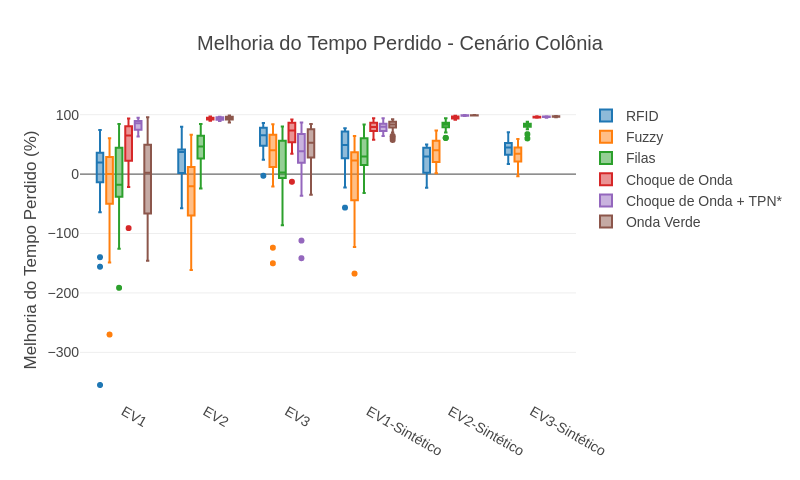 Melhoria do Tempo Perdido - Cenário Colônia
Melhoria do Tempo Perdido (%)
100
0
−100
−200
−300
EV1
EV2
EV3
EV1-Sintético
EV2-Sintético
EV3-Sintético
RFID
Fuzzy
Filas
Choque de Onda
Choque de Onda + TPN*
Onda Verde